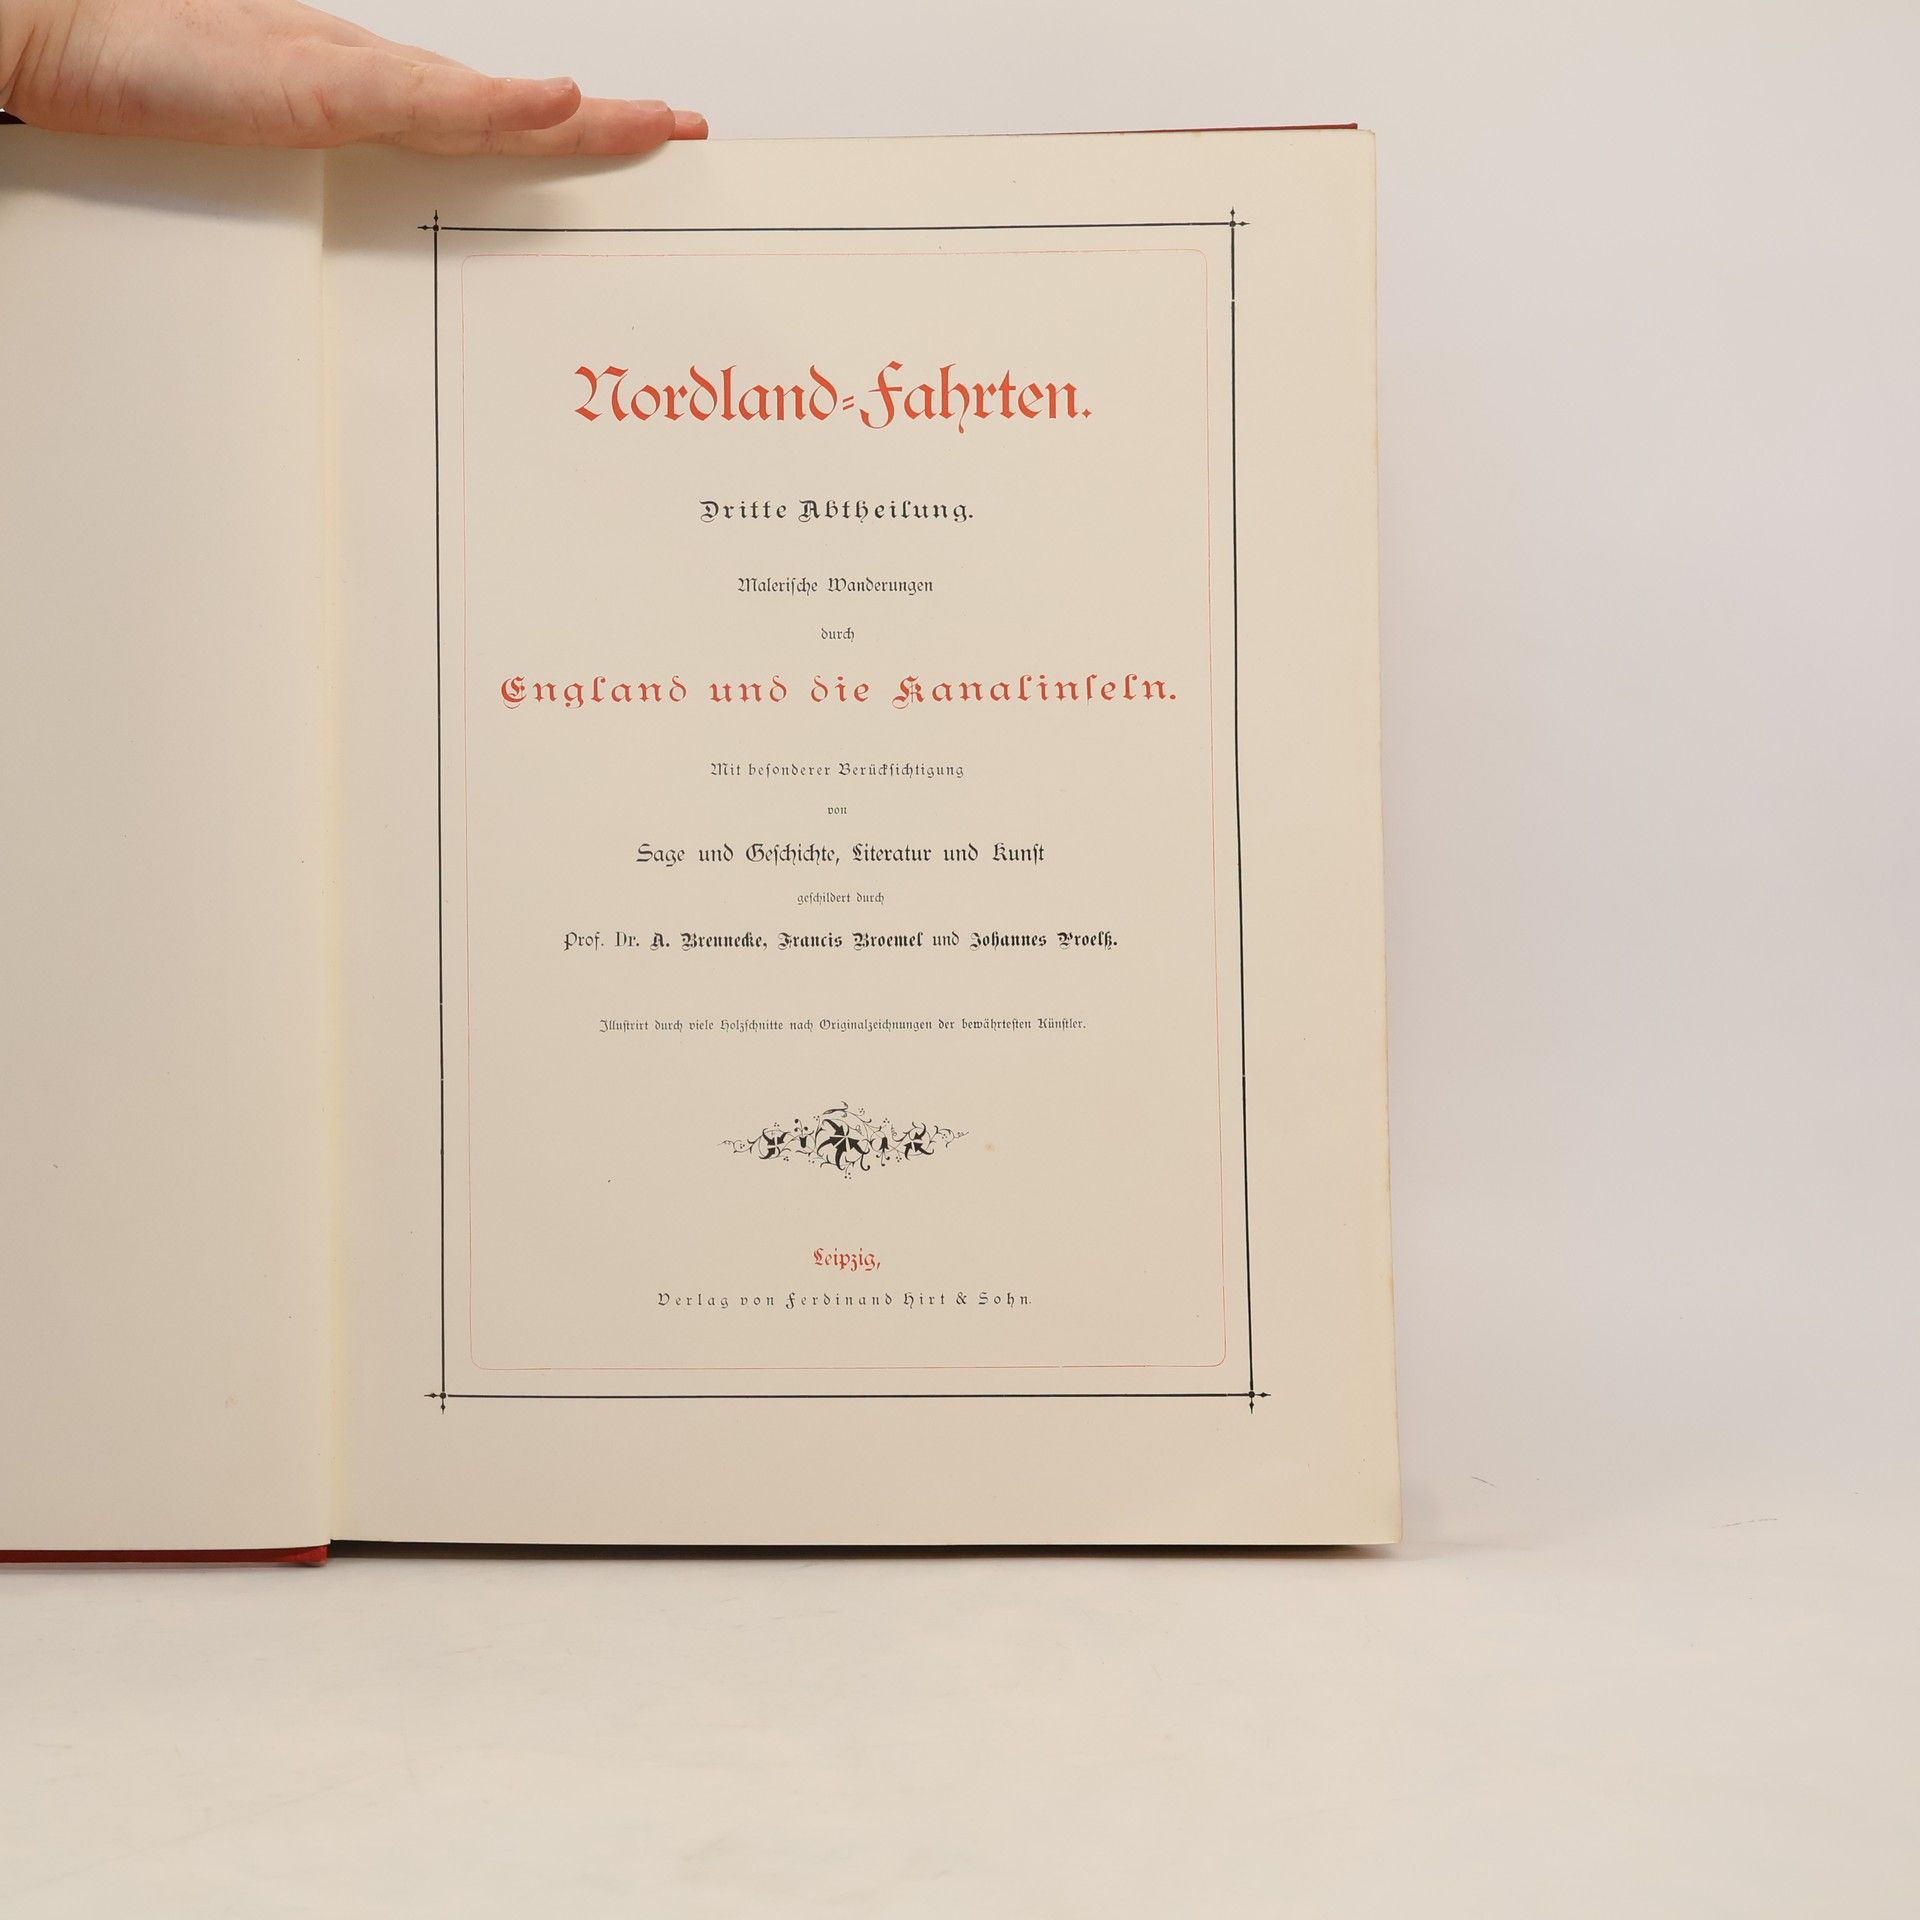 Nordland-Fahrten.
Dritte Abtheilung.
Malerische Wanderungen
durch
England und die Kanalinseln.
Mit besonderer Berücksichtigung
von
Sage und Geschichte, Literatur und Kunst
geschildert durch
Prof. Dr. A. Brennecke, Francis Broemel und Johannes Proelß.
Illustrirt durch viele Holzschnitte nach Originalzeichnungen der bewährtesten Künstler.
Leipzig,
Verlag von Ferdinand Hirt & Sohn.